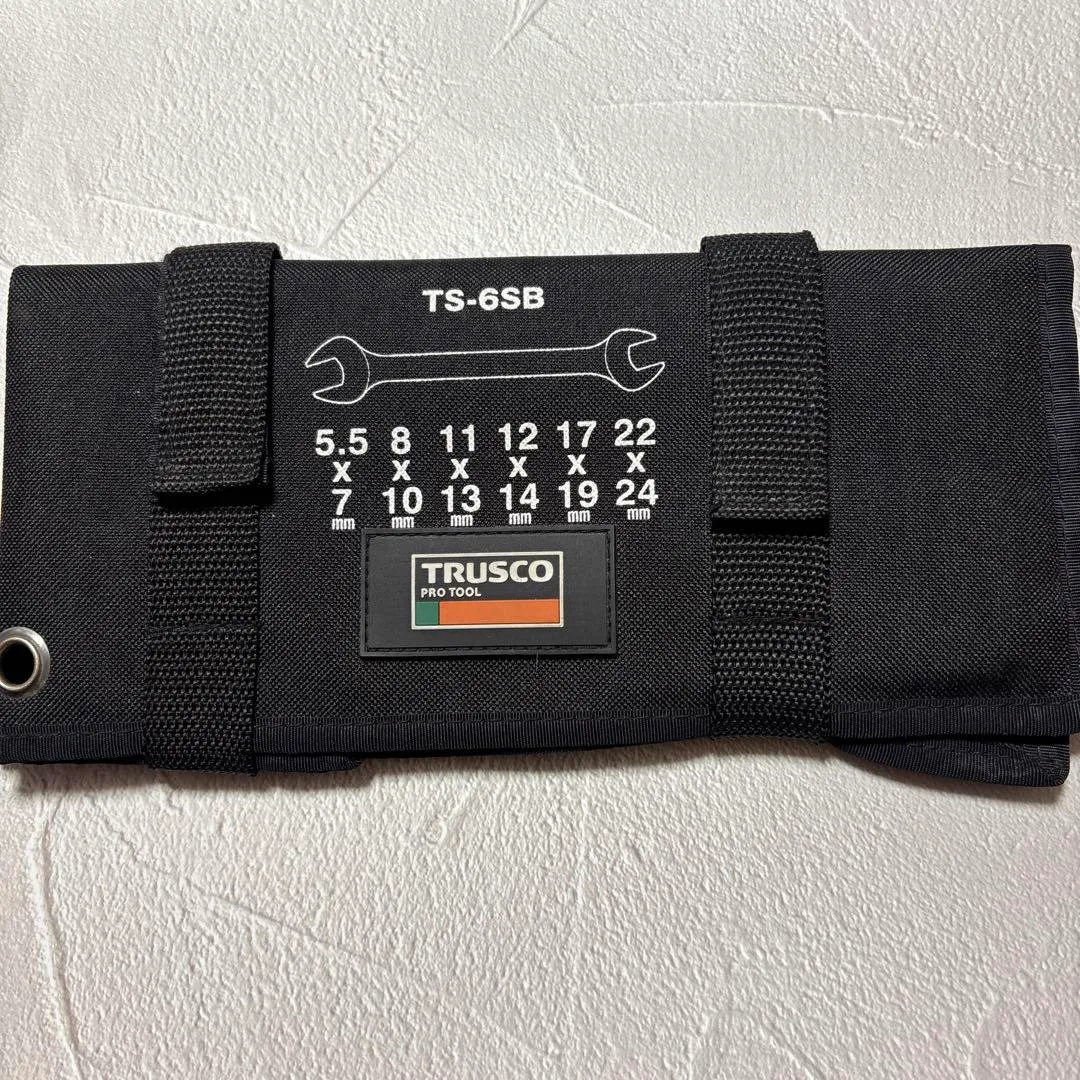 TS-6SB
5.5 8 11 12 17 22
x x x x x x
7 10 13 14 19 24
mm mm mm mm mm mm
TRUSCO
PRO TOOL